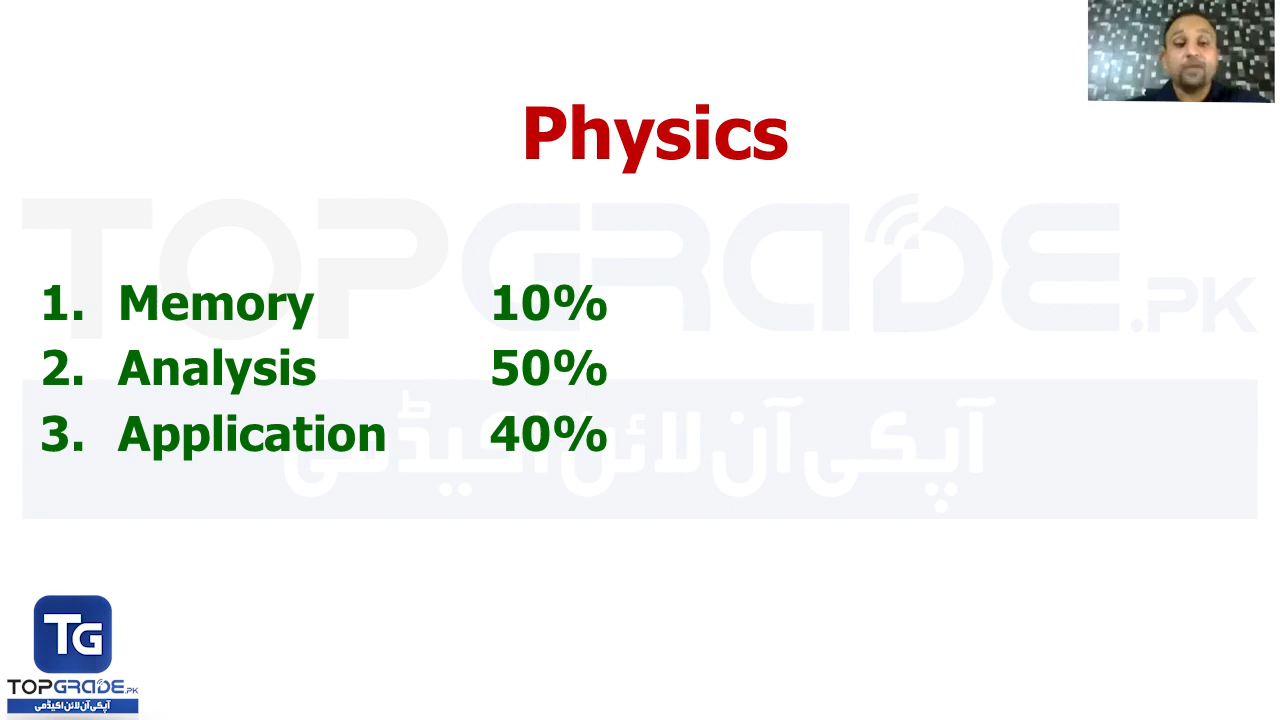 Physics
TOPGRADE.PK
1. Memory 10%
2. Analysis 50%
3. Application 40%
آپکی آن لائن اکیڈمی
TG
TOPGRADE.PK
آپکی آن لائن اکیڈمی